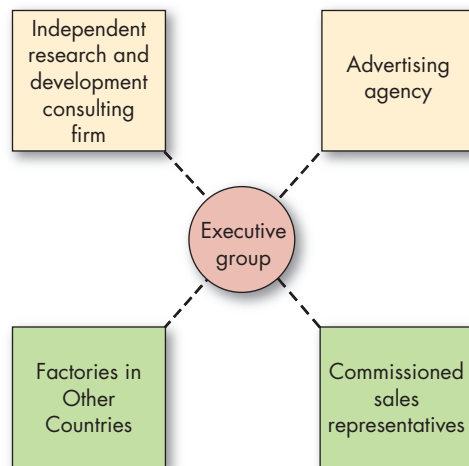 Independent
research and
development
consulting
firm
Advertising
agency
Executive
group
Factories in
Other
Countries
Commissioned
sales
representatives